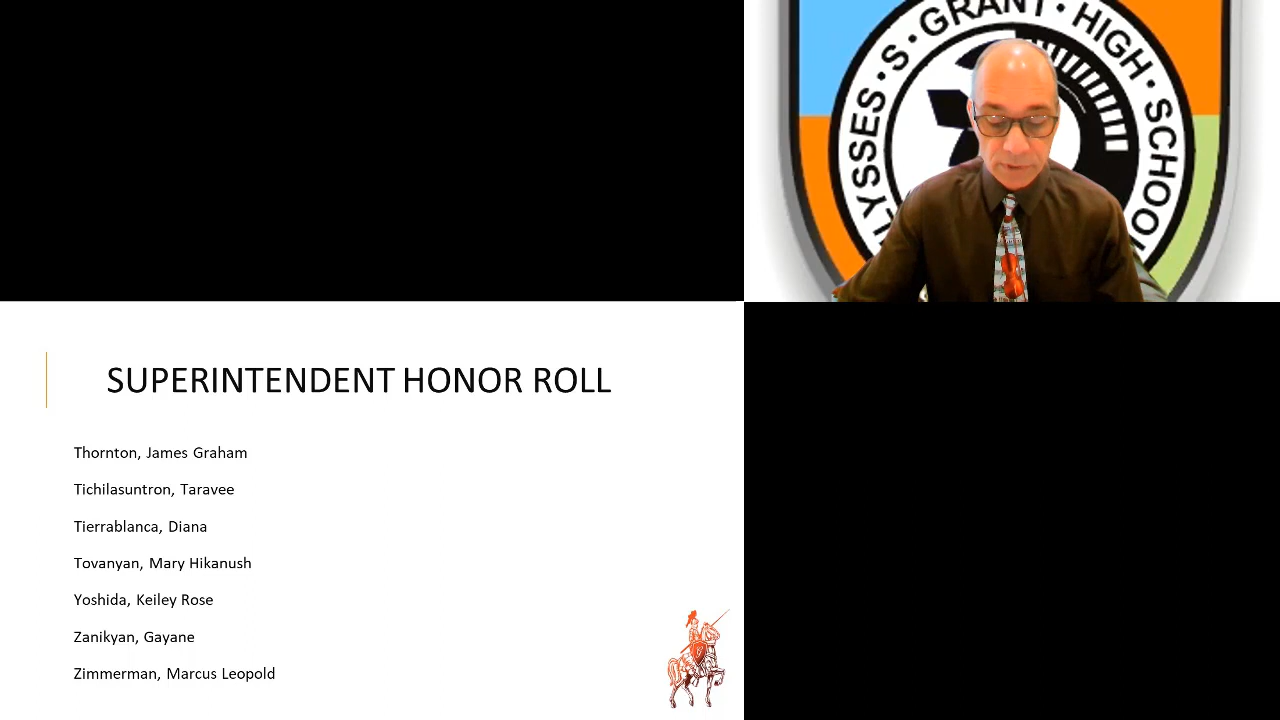 LYSSES • S • GRANT • HIGH • SCHOOL
SUPERINTENDENT HONOR ROLL
Thornton, James Graham
Tichilasuntron, Taravee
Tierrablanca, Diana
Tovanyan, Mary Hikanush
Yoshida, Keiley Rose
Zanikyan, Gayane
Zimmerman, Marcus Leopold